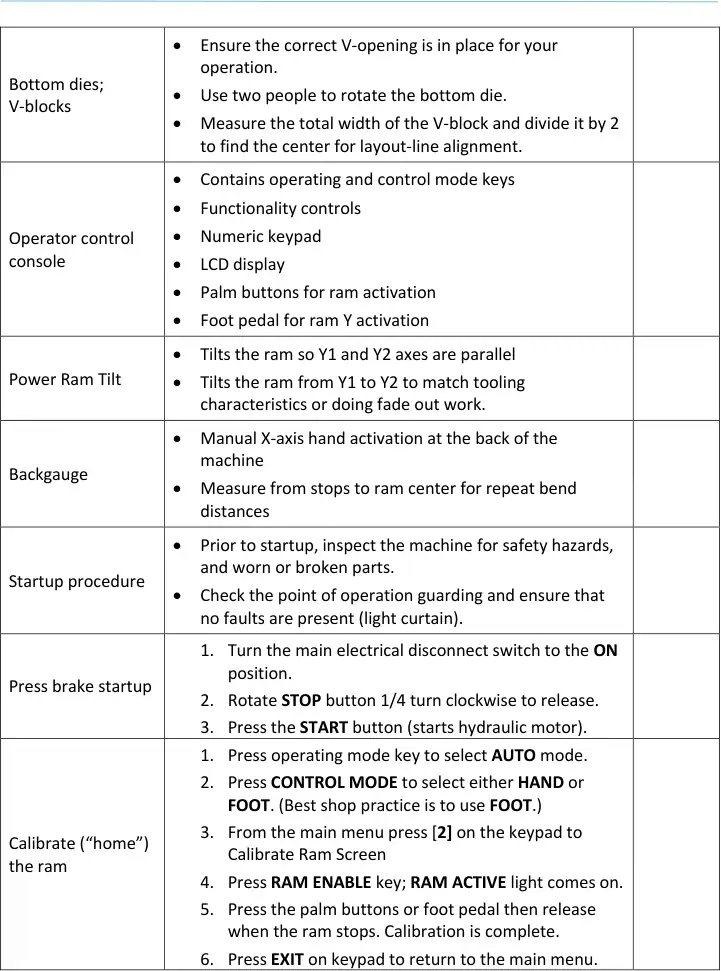 Bottom dies;
V-blocks
• Ensure the correct V-opening is in place for your
operation.
• Use two people to rotate the bottom die.
• Measure the total width of the V-block and divide it by 2
to find the center for layout-line alignment.
Operator control
console
• Contains operating and control mode keys
• Functionality controls
• Numeric keypad
• LCD display
• Palm buttons for ram activation
• Foot pedal for ram Y activation
Power Ram Tilt
• Tilts the ram so Y1 and Y2 axes are parallel
• Tilts the ram from Y1 to Y2 to match tooling
characteristics or doing fade out work.
Backgauge
• Manual X-axis hand activation at the back of the
machine
• Measure from stops to ram center for repeat bend
distances
Startup procedure
• Prior to startup, inspect the machine for safety hazards,
and worn or broken parts.
• Check the point of operation guarding and ensure that
no faults are present (light curtain).
Press brake startup
1. Turn the main electrical disconnect switch to the ON
position.
2. Rotate STOP button 1/4 turn clockwise to release.
3. Press the START button (starts hydraulic motor).
Calibrate (“home”)
the ram
1. Press operating mode key to select AUTO mode.
2. Press CONTROL MODE to select either HAND or
FOOT. (Best shop practice is to use FOOT.)
3. From the main menu press [2] on the keypad to
Calibrate Ram Screen
4. Press RAM ENABLE key; RAM ACTIVE light comes on.
5. Press the palm buttons or foot pedal then release
when the ram stops. Calibration is complete.
6. Press EXIT on keypad to return to the main menu.